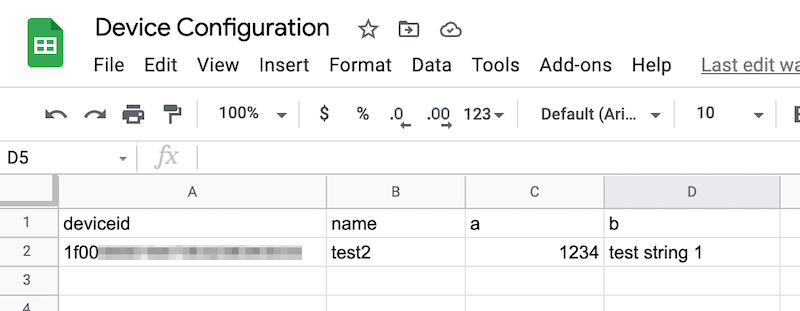 Device Configuration
File Edit View Insert Format Data Tools Add-ons Help Last edit wa
100% $ % .0 .00 123 Default (Ari... 10
D5 fx
A B C D
1 deviceid name a b
2 1f00 test2 1234 test string 1
3
4